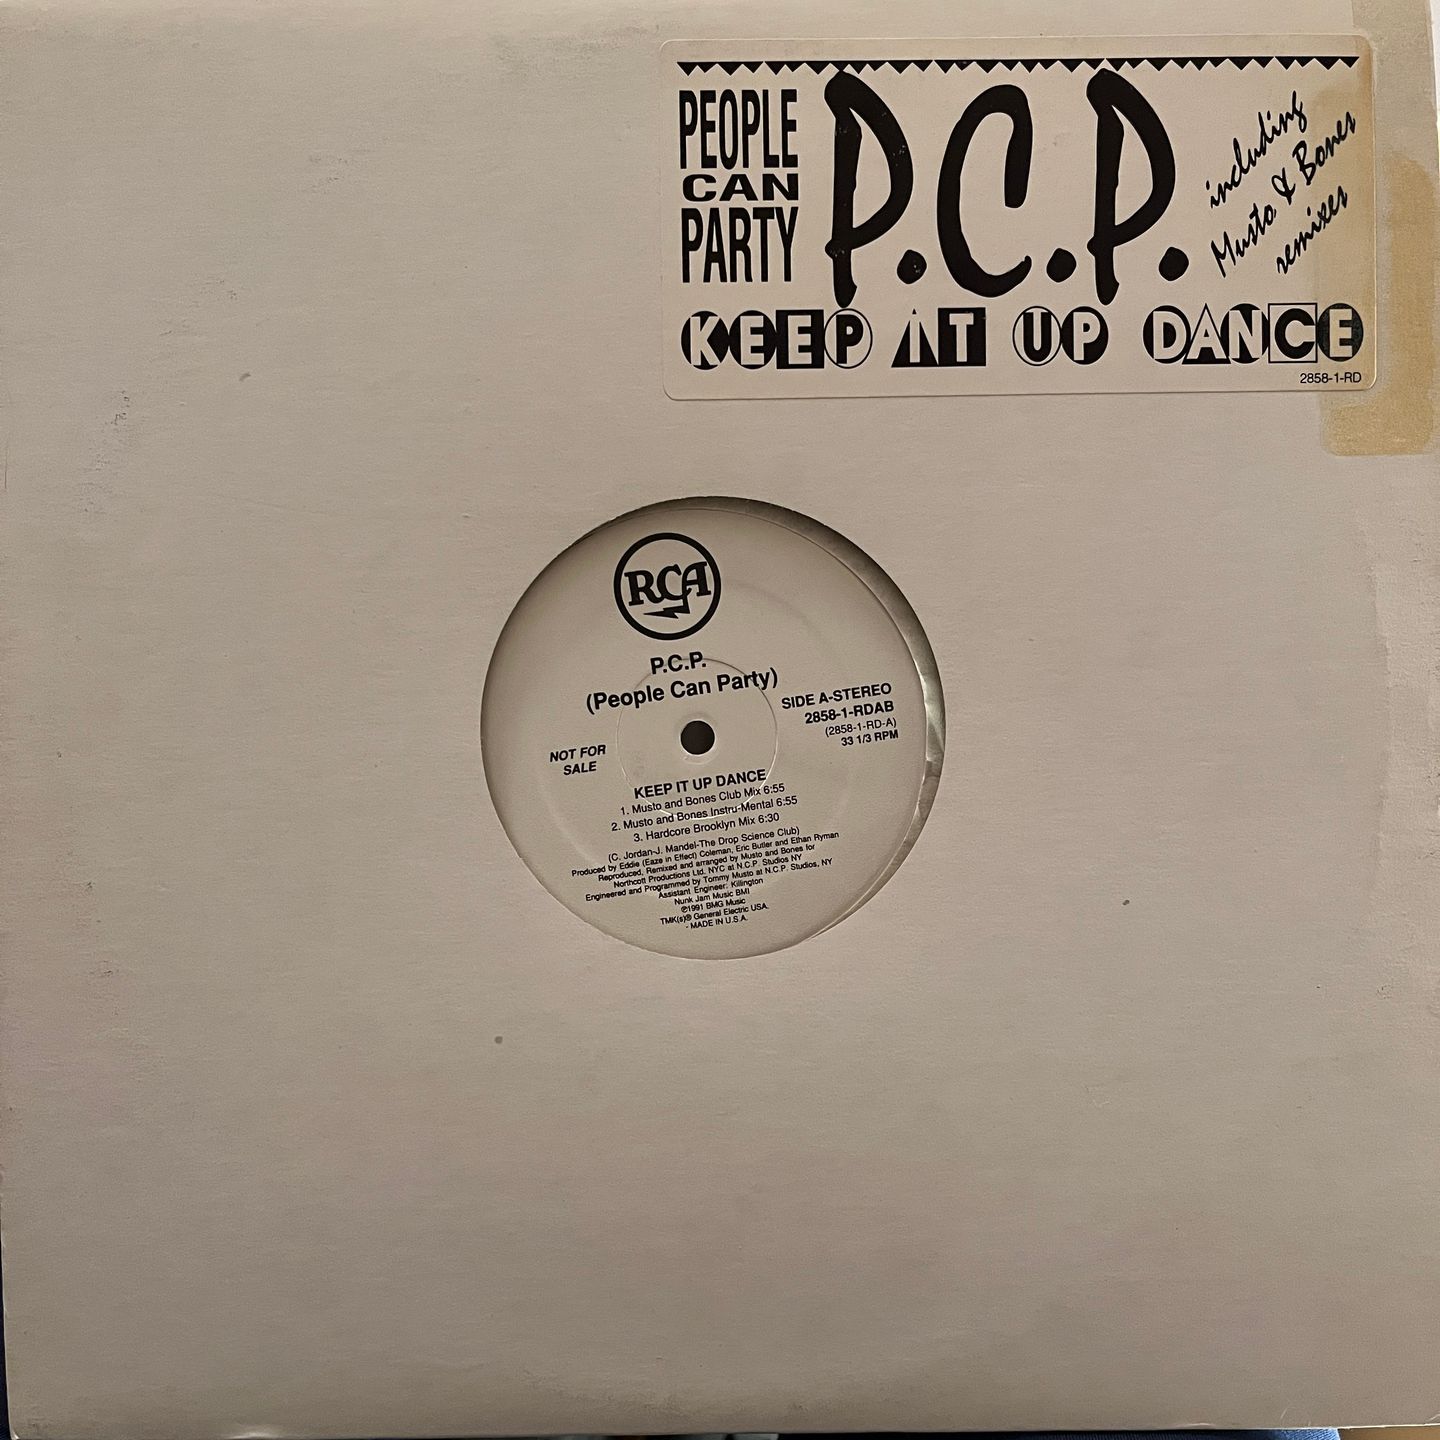 PEOPLE
CAN
PARTY
P.C.P.
including
Musto & Bones
remixes
KEEP IT UP DANCE
2858-1-RD
RCA
P.C.P.
(People Can Party)
SIDE A-STEREO
2858-1-RDAB
(2858-1-RD-A)
33 1/3 RPM
NOT FOR
SALE
KEEP IT UP DANCE
1. Musto and Bones Club Mix 6:55
2. Musto and Bones Instru-Mental 6:55
3. Hardcore Brooklyn Mix 6:30
(C. Jordan-J. Mandel-The Drop Science Club)
Produced by Eddie (Eaze in Effect) Coleman, Eric Butler and Ethan Ryman
Reproduced, Remixed and arranged by Musto and Bones for
Northcott Productions Ltd. NYC at N.C.P. Studios NY
Engineered and Programmed by Tommy Musto at N.C.P. Studios, NY
Assistant Engineer: Killington
Nunk Jam Music BMI
℗1991 BMG Music
TMK(s)® General Electric USA.
- MADE IN U.S.A.